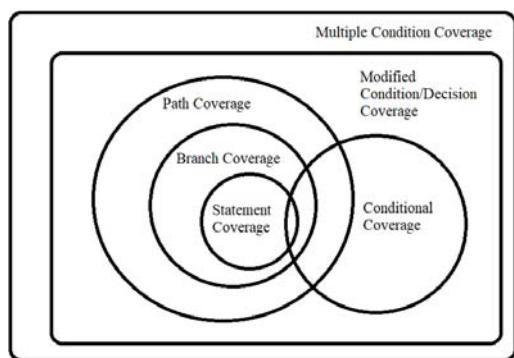 Multiple Condition Coverage
Modified
Condition/Decision
Coverage
Path Coverage
Branch Coverage
Statement
Coverage
Conditional
Coverage